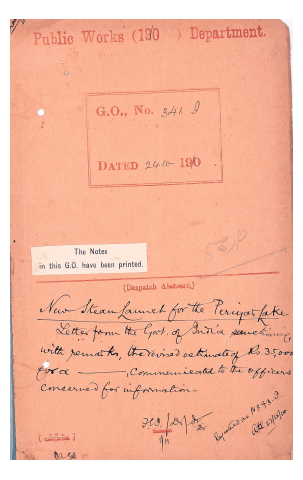 Public Works (190 ) Department.
G.O., No. 341 I
DATED 24 10 190
The Notes
in this G.O. have been printed.
[Despatch Abstract.]
New Steam Launch for the Periyar Lake
Letter from the Govt. of India sanctioning,
with remarks, the revised estimate of Rs. 35,000
for a ———, communicated to the officers
concerned for information.
1/11